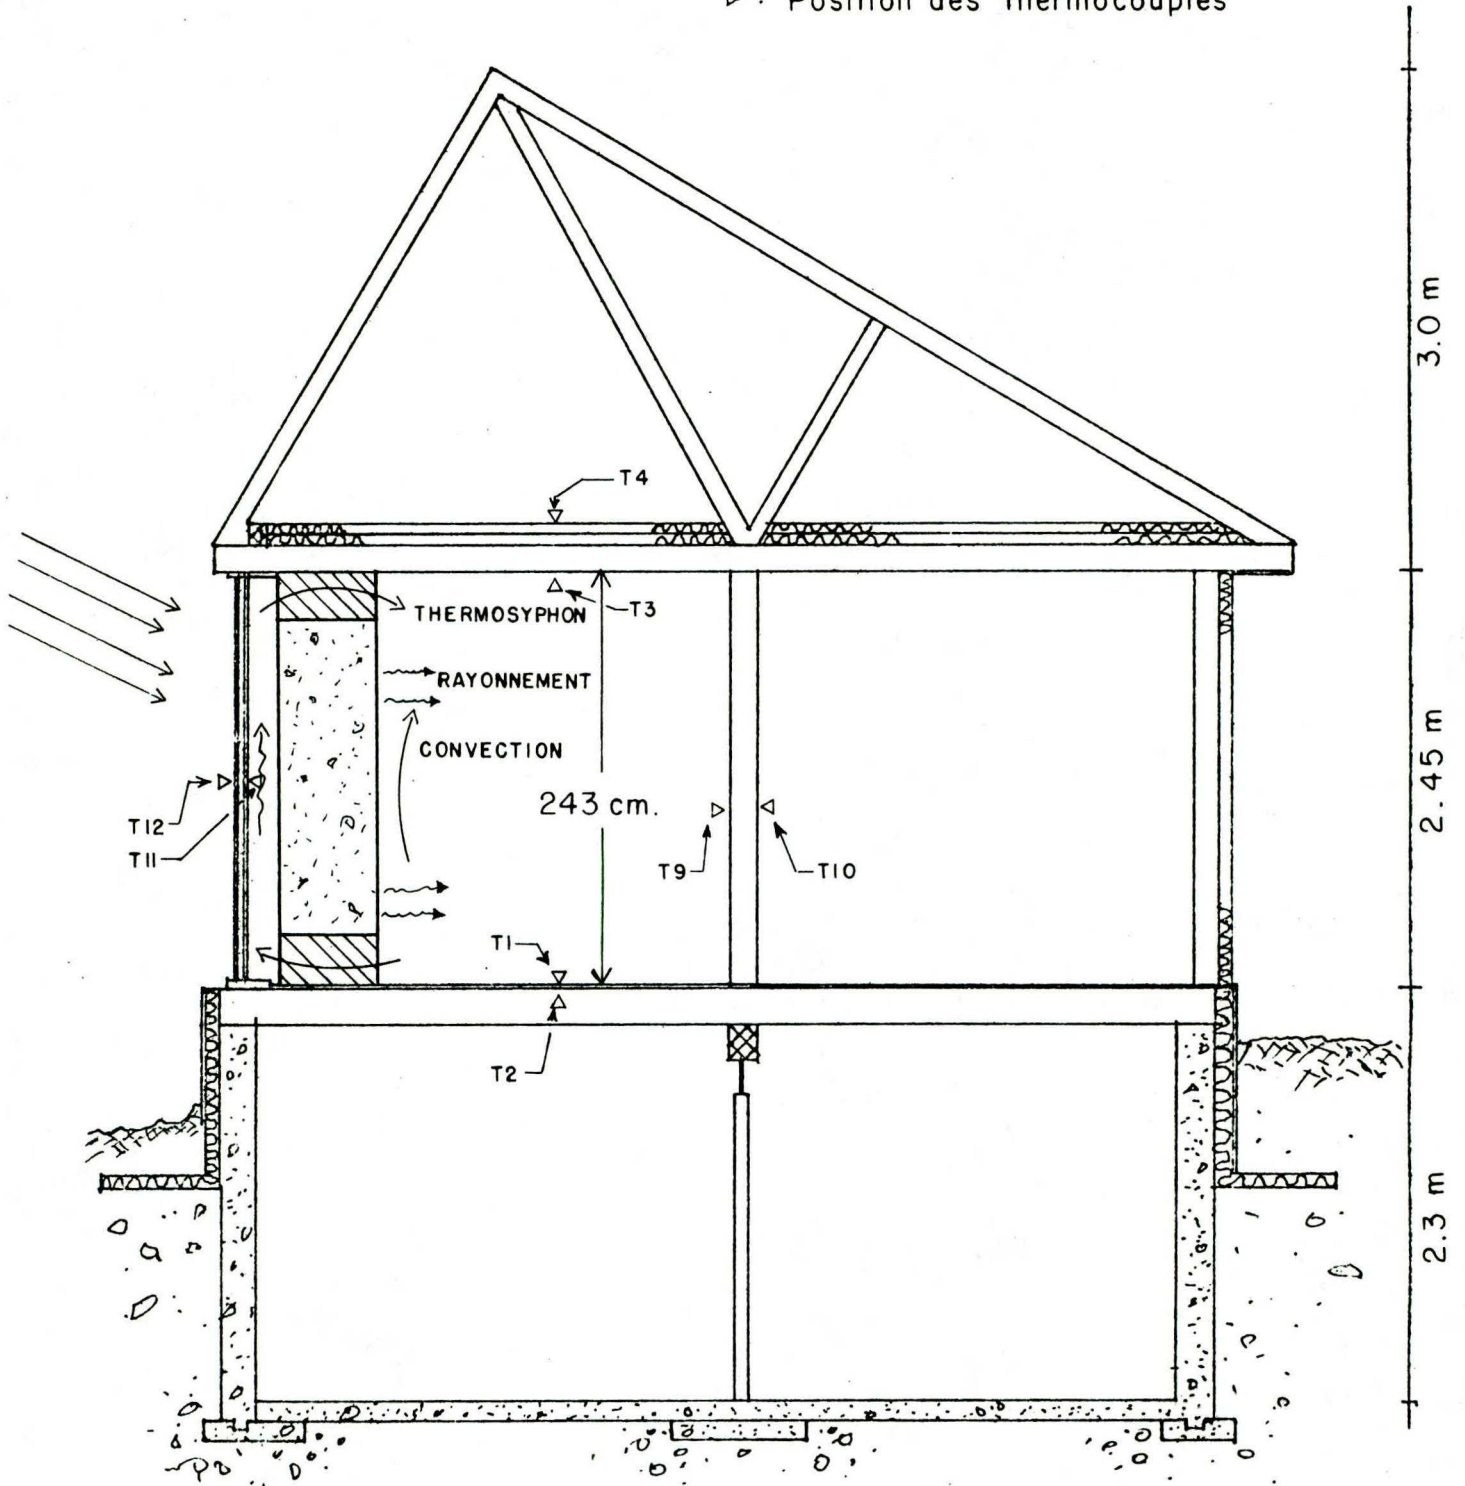 ▷ : Position des Thermocouples
3.0 m
T4
T3
THERMOSYPHON
RAYONNEMENT
CONVECTION
243 cm.
2.45 m
T12
T11
T9
T10
T1
T2
2.3 m